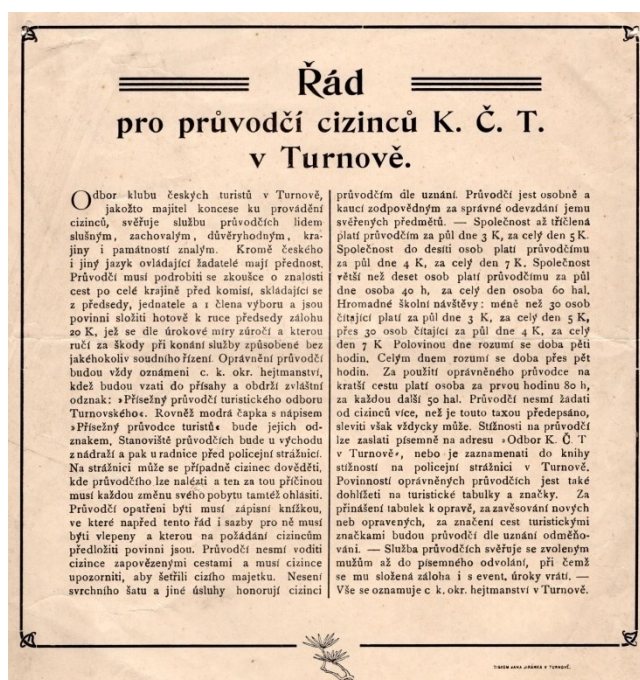 Řád
pro průvodčí cizinců K. Č. T.
v Turnově.
Odbor klubu českých turistů v Turnově,
jakožto majitel koncese ku provádění
cizinců, svěřuje službu průvodčích lidem
slušným, zachovalým, důvěryhodným, kra-
jiny i památností znalým. Kromě českého
i jiný jazyk ovládající žadatelé mají přednost.
Průvodčí musí podrobiti se zkoušce o znalosti
cest po celé krajině před komisí, skládající se
z předsedy, jednatele a 1 člena výboru a jsou
povinni složiti hotově k ruce předsedy zálohu
20 K, jež se dle úrokové míry zúročí a kterou
ručí za škody při konání služby způsobené bez
jakéhokoliv soudního řízení. Oprávnění průvodčí
budou vždy oznámeni c. k. okr. hejtmanství,
kdež budou vzati do přísahy a obdrží zvláštní
odznak: »Přísežný průvodčí turistického odboru
Turnovského«. Rovněž modrá čapka s nápisem
»Přísežný průvodce turistů« bude jejich od-
znakem. Stanoviště průvodčích bude u východu
z nádraží a pak u radnice před policejní strážnicí.
Na strážnici může se případně cizinec dověděti,
kde průvodčího lze nalézti a ten za tou příčinou
musí každou změnu svého pobytu tamtéž ohlásiti.
Průvodčí opatřeni býti musí zápisní knížkou,
ve které napřed tento řád i sazby pro ně musí
býti vlepeny a kterou na požádání cizincům
předložiti povinni jsou. Průvodčí nesmí voditi
cizince zapovězenými cestami a musí cizince
upozorniti, aby šetřili cizího majetku. Nesení
svrchního šatu a jiné úsluhy honorují cizinci
průvodčím dle uznání. Průvodčí jest osobně a
kaucí zodpovědným za správné odevzdání jemu
svěřených předmětů. — Společnost až tříčlená
platí průvodčím za půl dne 3 K, za celý den 5 K.
Společnost do desíti osob platí průvodčímu
za půl dne 4 K, za celý den 7 K. Společnost
větší než deset osob platí průvodčímu za půl
dne osoba 40 h, za celý den osoba 60 hal.
Hromadné školní návštěvy: méně než 30 osob
čítající platí za půl dne 3 K, za celý den 5 K,
přes 30 osob čítající za půl dne 4 K, za celý
den 7 K Polovinou dne rozumí se doba pěti
hodin, Celým dnem rozumí se doba přes pět
hodin. Za použití oprávněného průvodce na
kratší cestu platí osoba za prvou hodinu 80 h,
za každou další 50 hal. Průvodčí nesmí žádati
od cizinců více, než je touto taxou předepsáno,
sleviti však vždycky může. Stížnosti na průvodčí
lze zaslati písemně na adresu »Odbor K. Č. T
v Turnově«, nebo je zaznamenati do knihy
stížností na policejní strážnici v Turnově.
Povinností oprávněných průvodčích jest také
dohlížeti na turistické tabulky a značky. Za
přinášení tabulek k opravě, za zavěsování nových
neb opravených, za značení cest turistickými
značkami budou průvodčí dle uznání odměňo-
váni. — Služba průvodčích svěřuje se zvoleným
mužům až do písemného odvolání, při čemž
se mu složená záloha i s event. úroky vrátí. —
Vše se oznamuje c k. okr. hejtmanství v Turnově.
TISKEM JANA JIRÁNKA V TURNOVĚ.